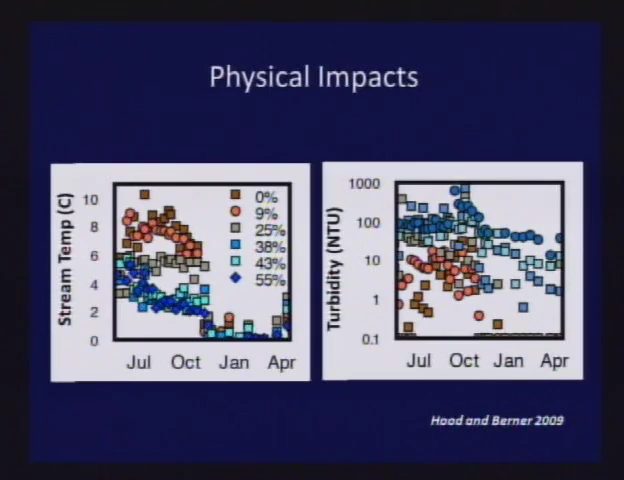 Physical Impacts
Stream Temp (C)
10
8
6
4
2
0
0%
9%
25%
38%
43%
55%
Jul Oct Jan Apr
Turbidity (NTU)
1000
100
10
1
0.1
Jul Oct Jan Apr
Hood and Berner 2009